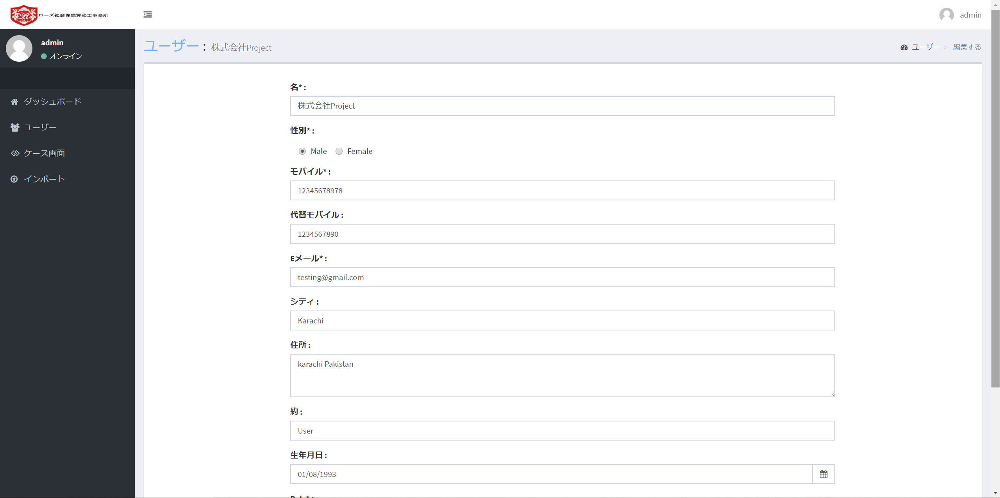 ローズ社会保険労務士事務所
admin
admin
オンライン
ダッシュボード
ユーザー
ケース画面
インポート
ユーザー : 株式会社Project
ユーザー > 編集する
名* :
株式会社Project
性別* :
Male Female
モバイル* :
12345678978
代替モバイル :
1234567890
Eメール* :
testing@gmail.com
シティ :
Karachi
住所 :
karachi Pakistan
約 :
User
生年月日 :
01/08/1993